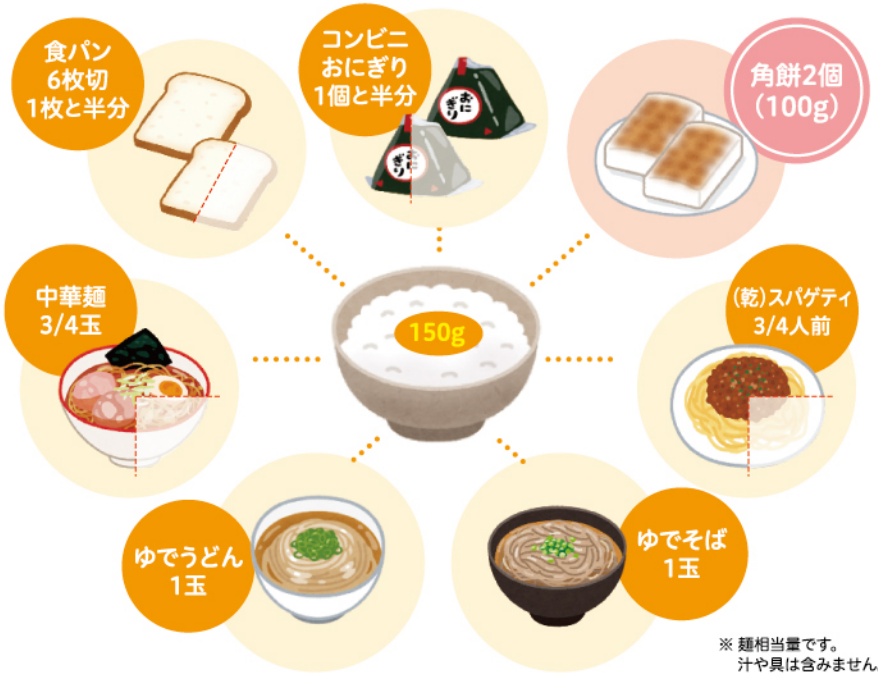 食パン
6枚切
1枚と半分
コンビニ
おにぎり
1個と半分
おに
ぎり
おに
ぎり
角餅2個
(100g)
中華麺
3/4玉
150g
(乾)スパゲティ
3/4人前
ゆでうどん
1玉
ゆでそば
1玉
※ 麺相当量です。
汁や具は含みません